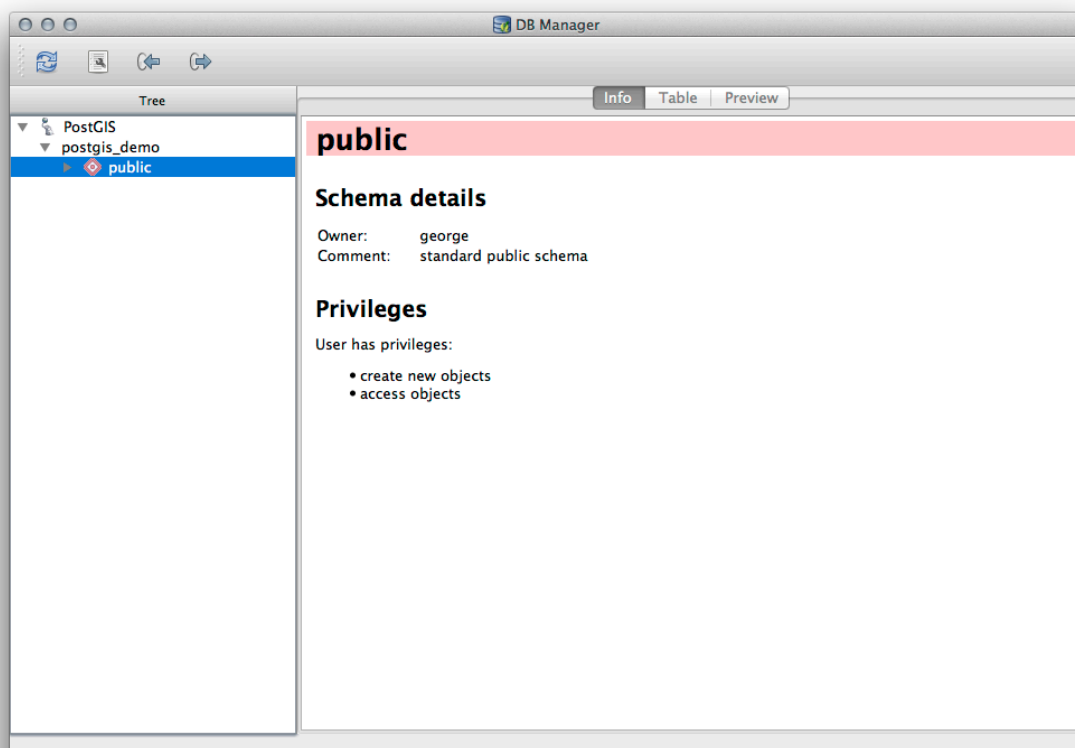 DB Manager
Tree
Info Table Preview
PostGIS
postgis_demo
public
public
Schema details
Owner: george
Comment: standard public schema
Privileges
User has privileges:
• create new objects
• access objects